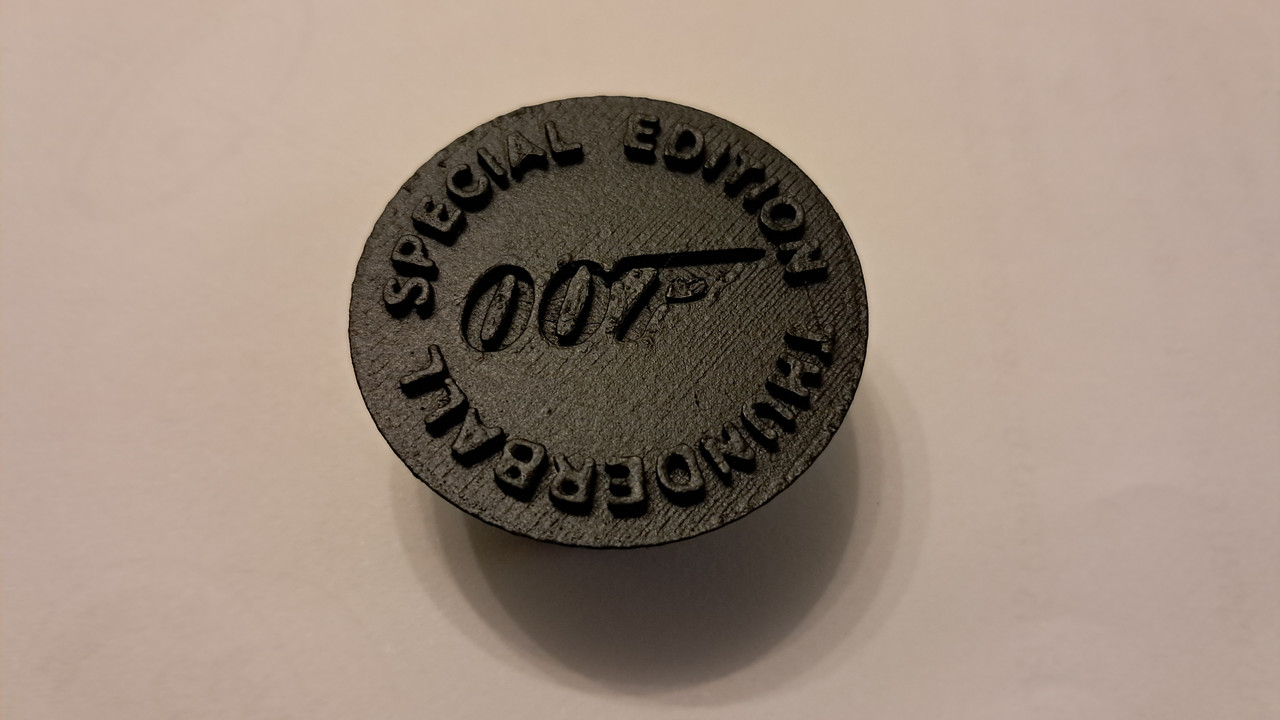 SPECIAL EDITION
007
THUNDERBALL